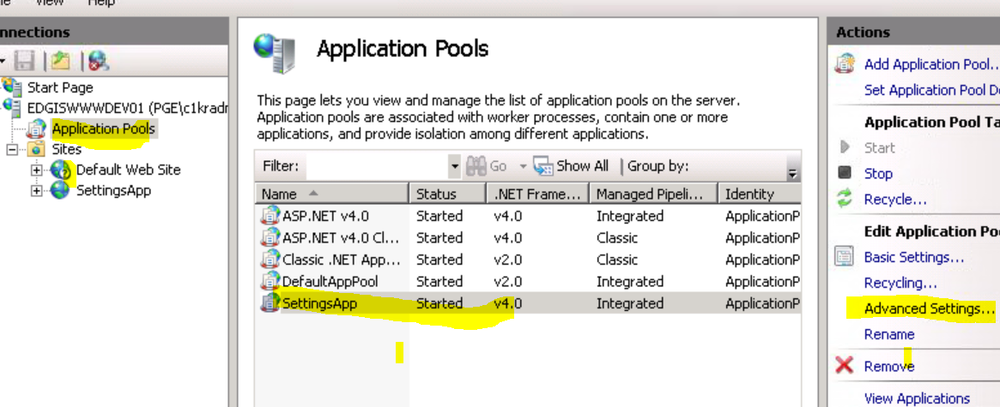 View Help
nnections
Start Page
EDGISWWWDEV01 (PGE\c1kradr
Application Pools
Sites
Default Web Site
SettingsApp
Application Pools
This page lets you view and manage the list of application pools on the server.
Application pools are associated with worker processes, contain one or more
applications, and provide isolation among different applications.
Filter: Go Show All Group by:
Name Status .NET Frame... Managed Pipeli... Identity
ASP.NET v4.0 Started v4.0 Integrated ApplicationP
ASP.NET v4.0 Cl... Started v4.0 Classic ApplicationP
Classic .NET App... Started v2.0 Classic ApplicationP
DefaultAppPool Started v2.0 Integrated ApplicationP
SettingsApp Started v4.0 Integrated ApplicationP
Actions
Add Application Pool..
Set Application Pool D
Application Pool Ta
Start
Stop
Recycle...
Edit Application Po
Basic Settings...
Recycling...
Advanced Settings...
Rename
Remove
View Applications